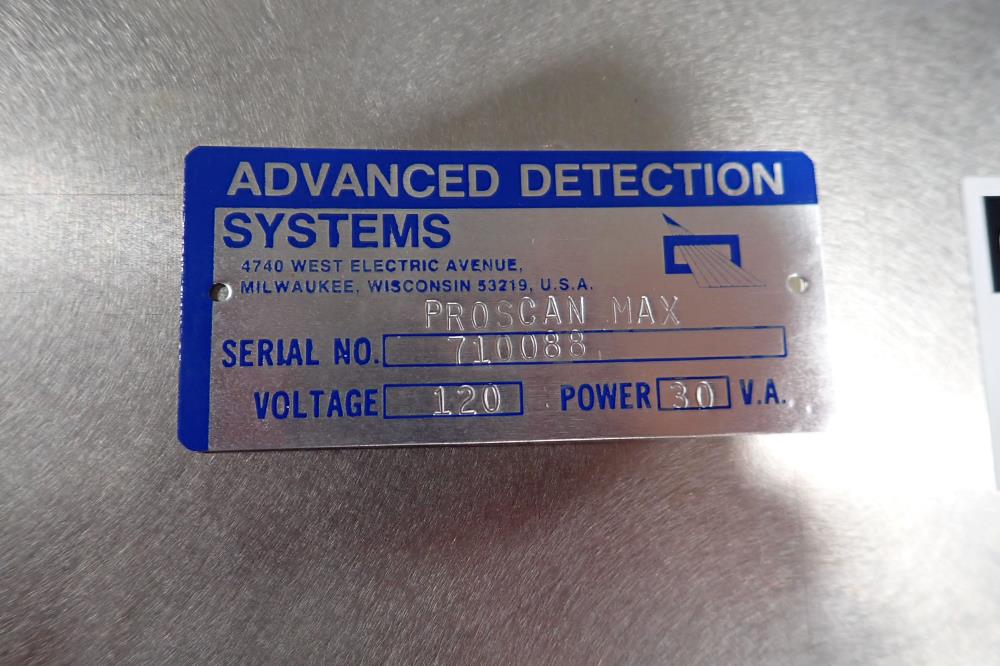 ADVANCED DETECTION
SYSTEMS
4740 WEST ELECTRIC AVENUE,
MILWAUKEE, WISCONSIN 53219, U.S.A.
PROSCAN MAX
SERIAL NO. 710088
VOLTAGE 120 POWER 30 V.A.